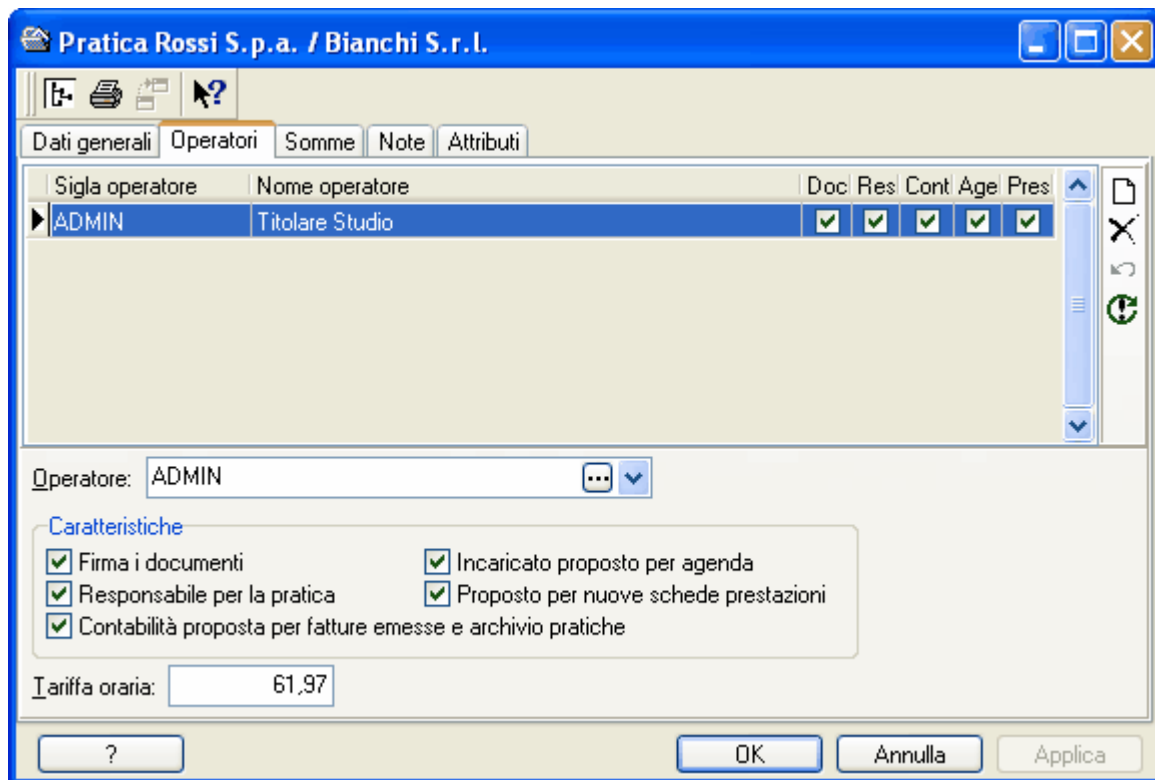 Pratica Rossi S.p.a. / Bianchi S.r.l.
Dati generali Operatori Somme Note Attributi
Sigla operatore Nome operatore Doc Res Cont Age Pres
ADMIN Titolare Studio
Operatore: ADMIN
Caratteristiche
Firma i documenti Incaricato proposto per agenda
Responsabile per la pratica Proposto per nuove schede prestazioni
Contabilità proposta per fatture emesse e archivio pratiche
Tariffa oraria: 61,97
? OK Annulla Applica